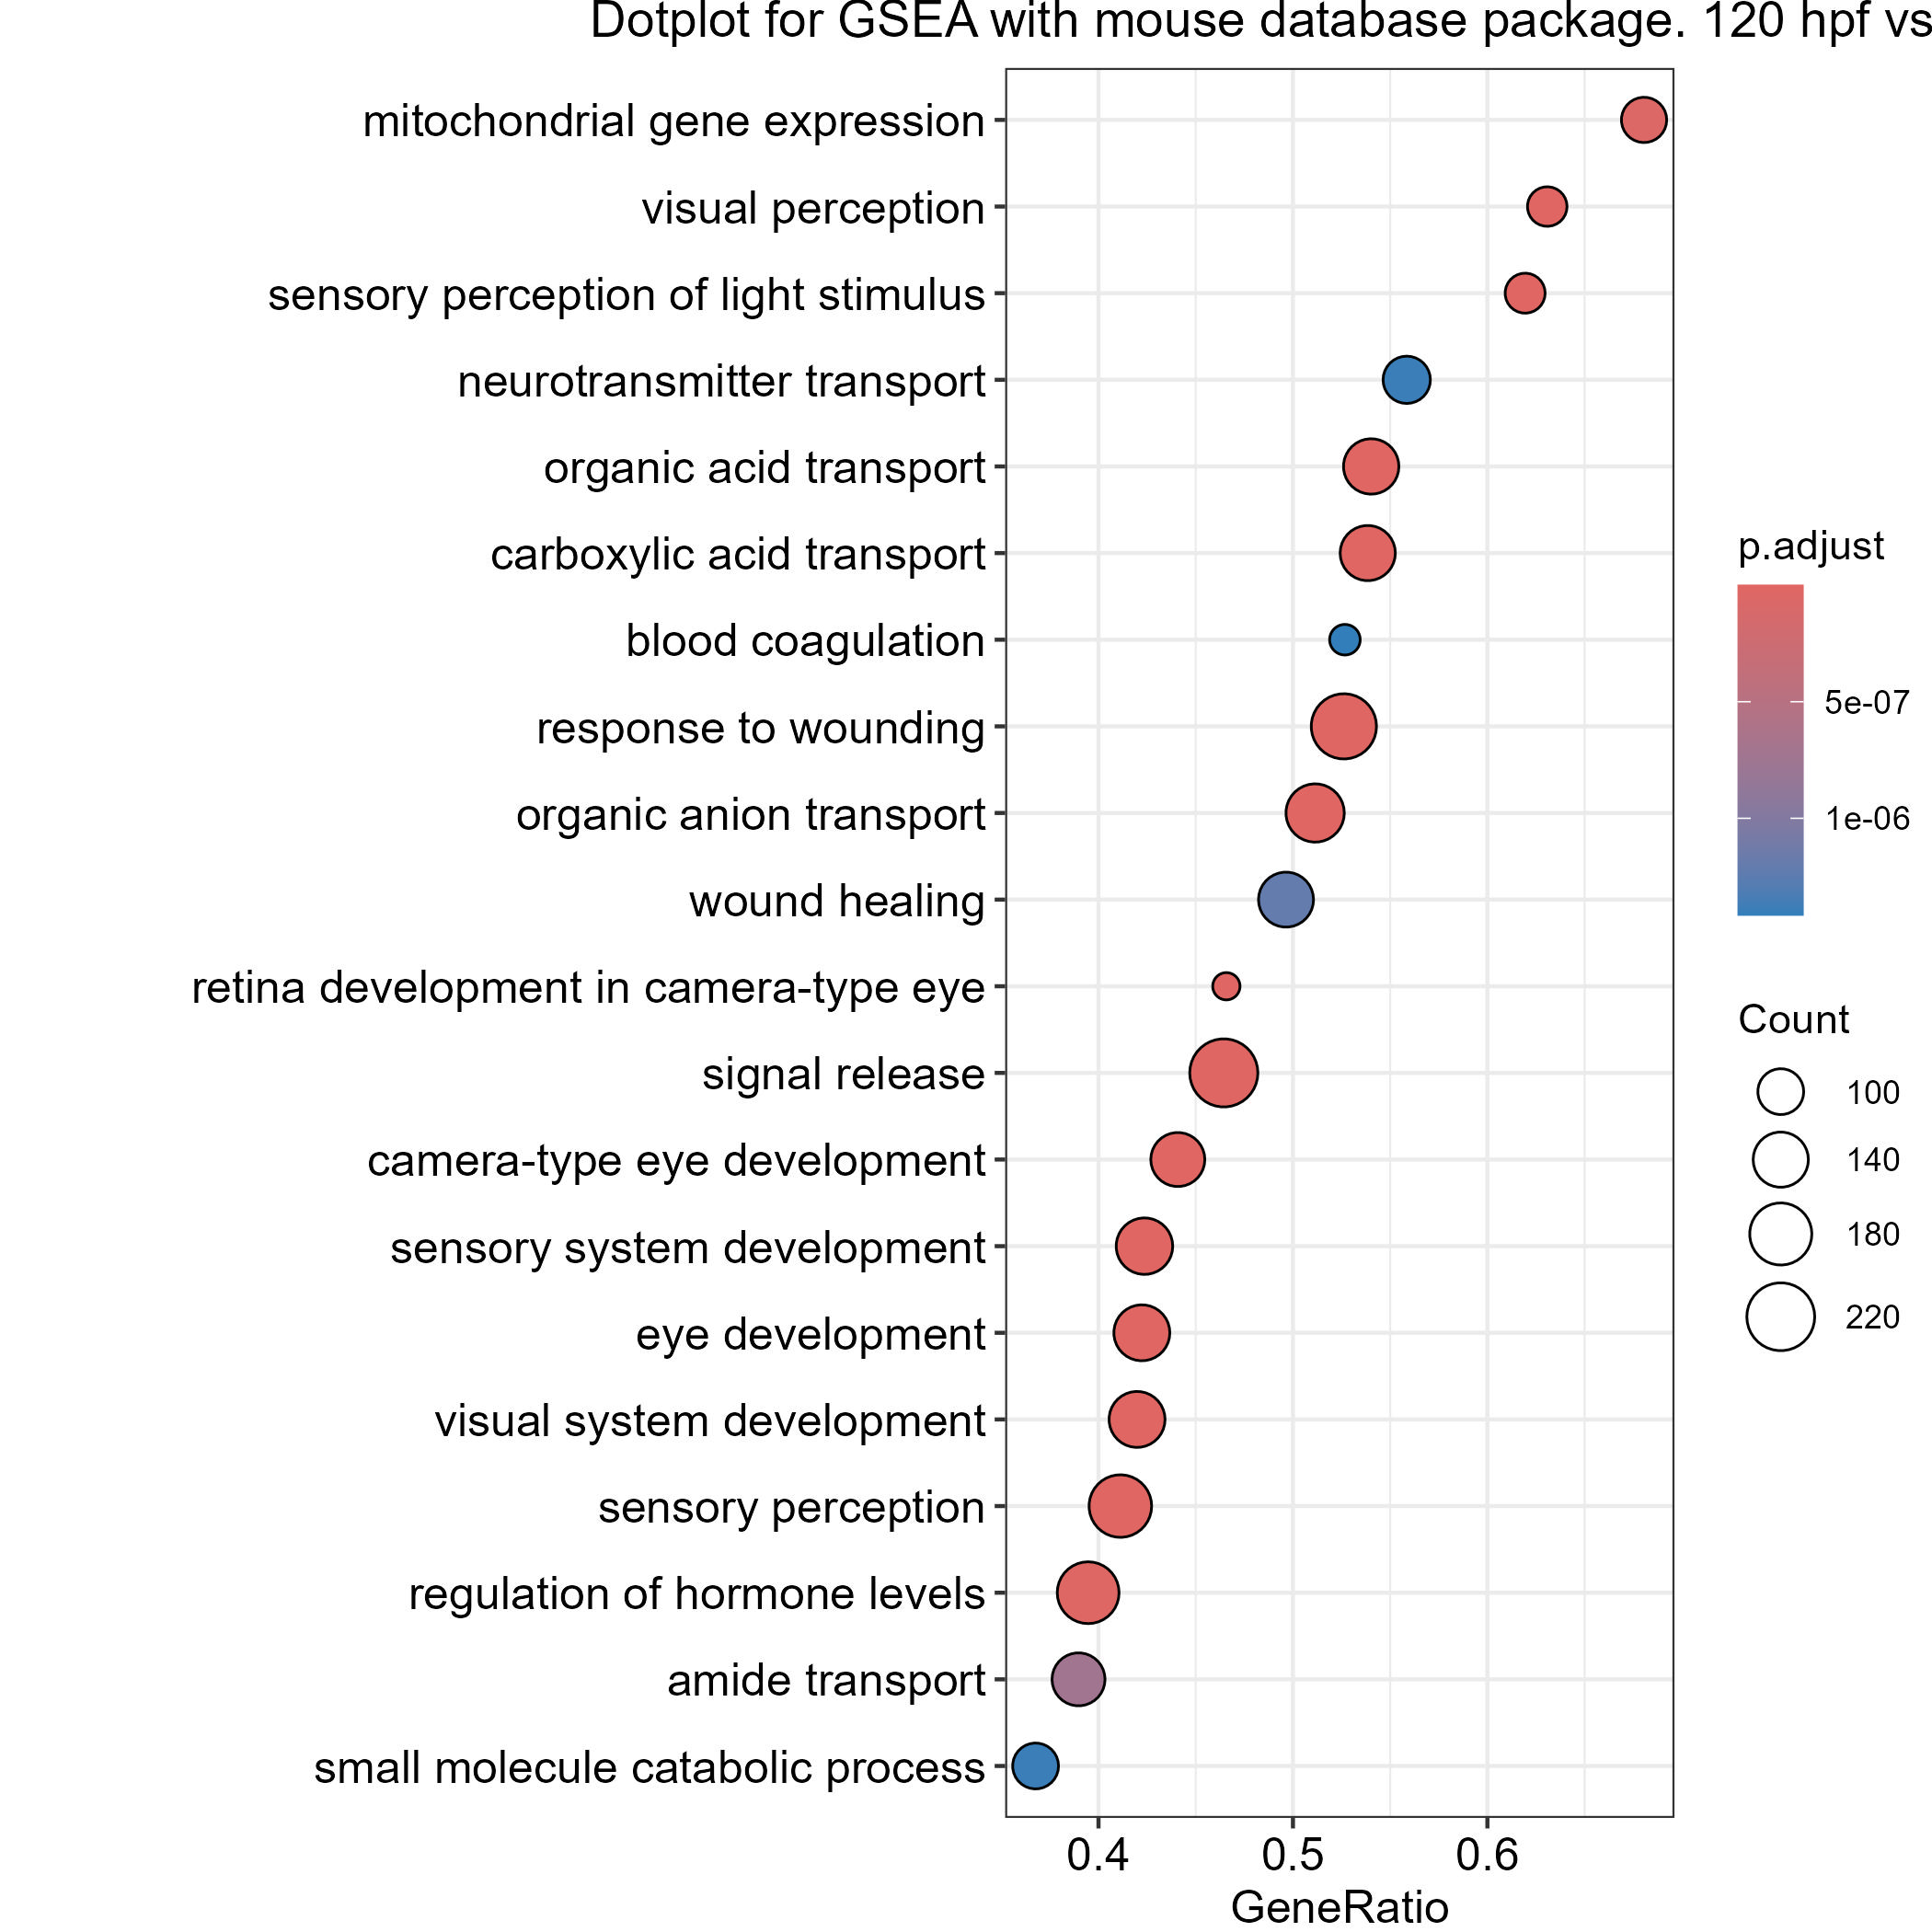 Dotplot for GSEA with mouse database package. 120 hpf vs
mitochondrial gene expression
visual perception
sensory perception of light stimulus
neurotransmitter transport
organic acid transport
carboxylic acid transport
blood coagulation
response to wounding
organic anion transport
wound healing
retina development in camera-type eye
signal release
camera-type eye development
sensory system development
eye development
visual system development
sensory perception
regulation of hormone levels
amide transport
small molecule catabolic process
0.4 0.5 0.6
GeneRatio
p.adjust
5e-07
1e-06
Count
100
140
180
220